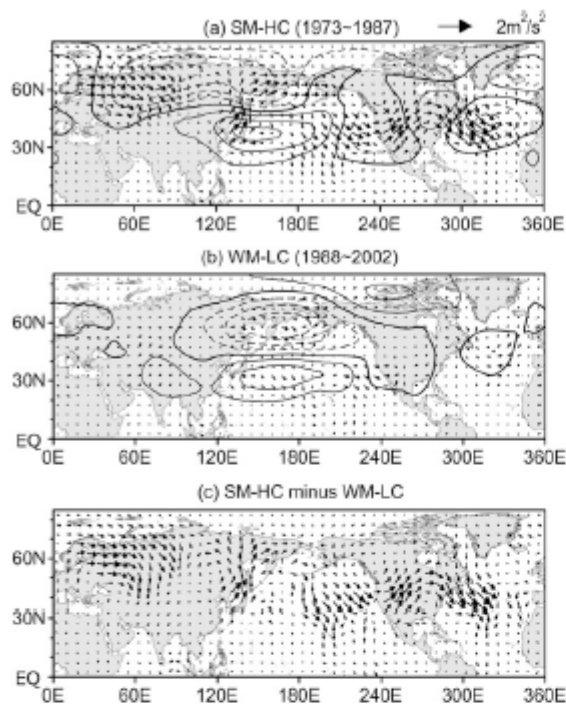 (a) SM-HC (1973~1987) 2m²/s²
60N
30N
EQ
0E 60E 120E 180E 240E 300E 360E
(b) WM-LC (1988~2002)
60N
30N
EQ
0E 60E 120E 180E 240E 300E 360E
(c) SM-HC minus WM-LC
60N
30N
EQ
0E 60E 120E 180E 240E 300E 360E